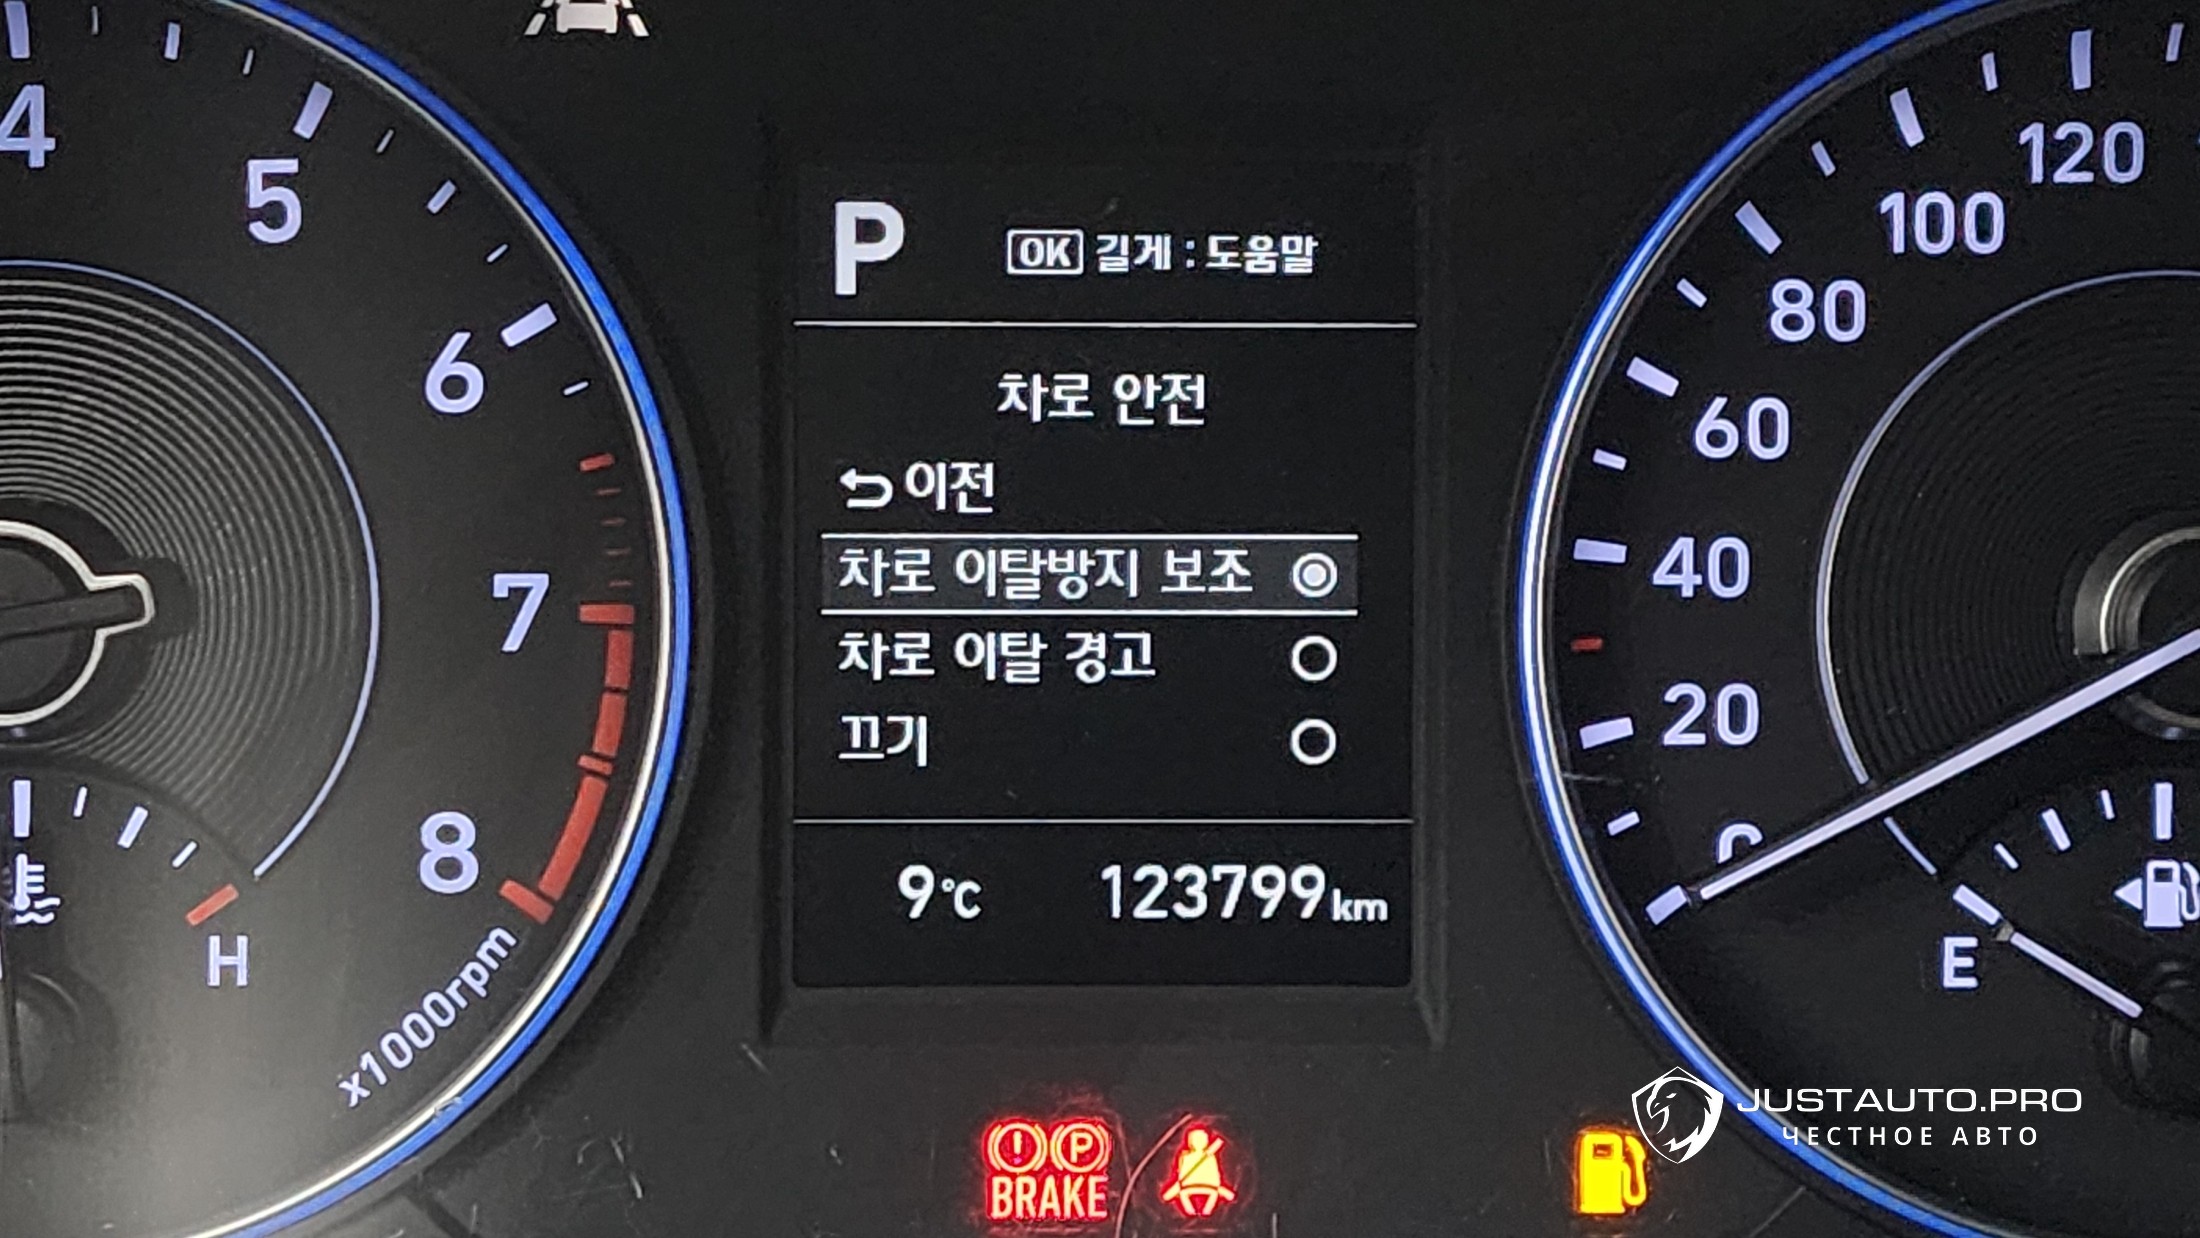 4
5
6
7
8
x1000rpm
H
P
OK 길게 : 도움말
차로 안전
이전
차로 이탈방지 보조
차로 이탈 경고
끄기
9℃ 123799km
120
100
80
60
40
20
0
E
P
BRAKE
JUSTAUTO.PRO
ЧЕСТНОЕ АВТО